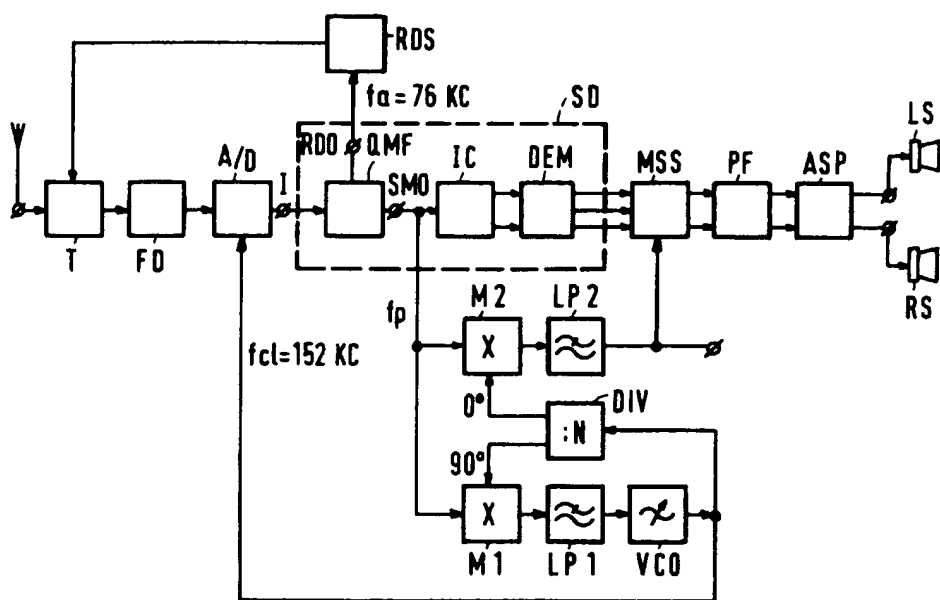 RDS
fa=76 KC
SD
LS
RDO
QMF
A/D
I
SMO
IC
DEM
MSS
PF
ASP
T
FD
RS
fp
M2
LP2
fcl=152 KC
X
0°
DIV
:N
90°
X
M1
LP1
VCO